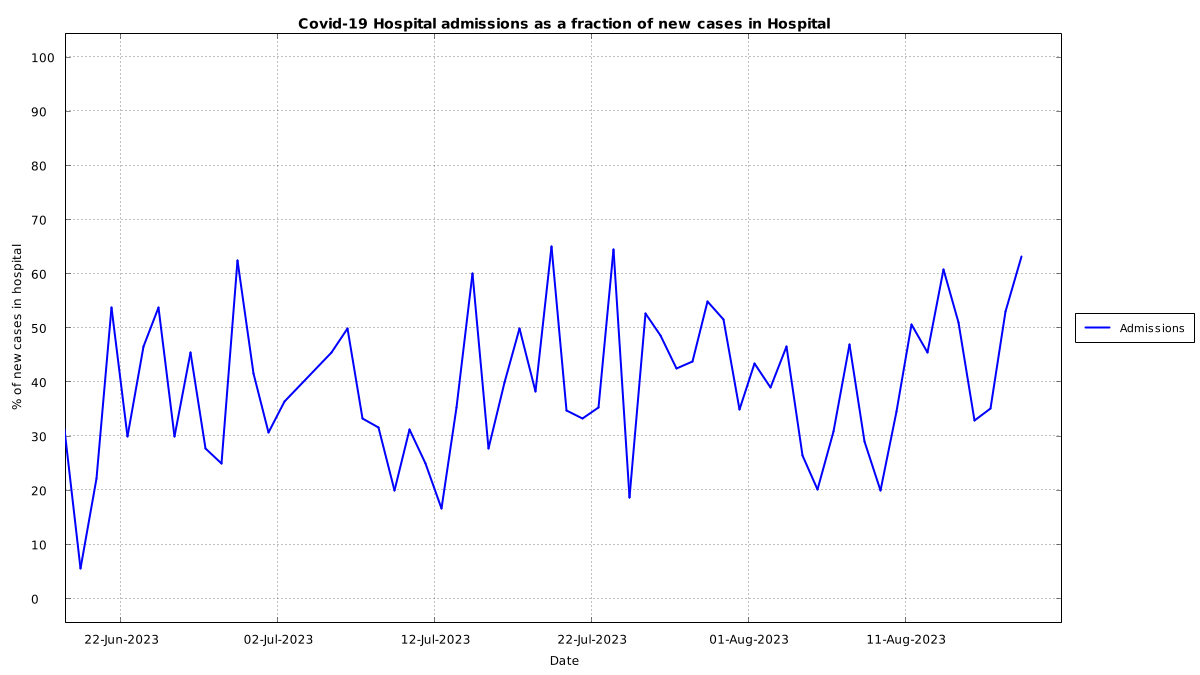 Covid-19 Hospital admissions as a fraction of new cases in Hospital
100
90
80
70
60
50
40
30
20
10
0
% of new cases in hospital
Admissions
22-Jun-2023 02-Jul-2023 12-Jul-2023 22-Jul-2023 01-Aug-2023 11-Aug-2023
Date